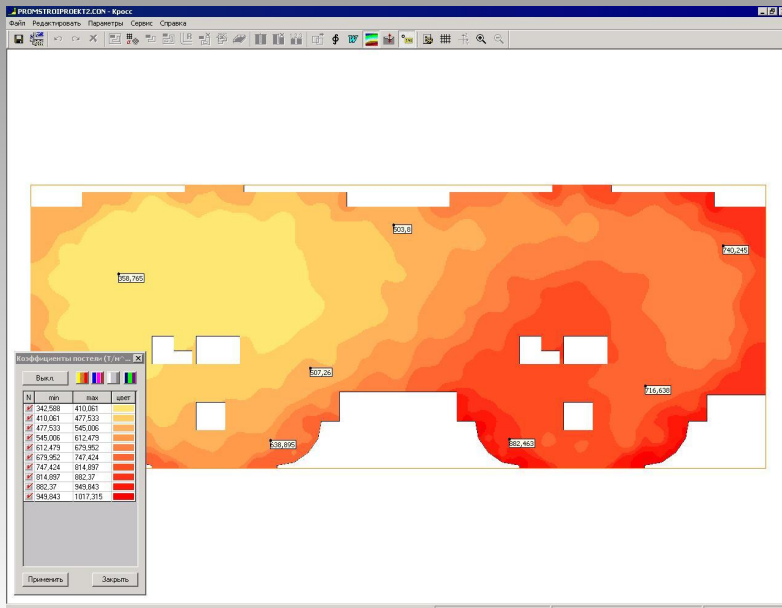 PROMSTROIPROEKT2.CON - Кросс
Файл Редактировать Параметры Сервис Справка
503,8
740,245
358,765
507,26
716,638
638,895
882,463
Коэффициенты постели (Т/м^...
Выкл
N min max цвет
342,588 410,061
410,061 477,533
477,533 545,006
545,006 612,479
612,479 679,952
679,952 747,424
747,424 814,897
814,897 882,37
882,37 949,843
949,843 1017,315
Применить Закрыть